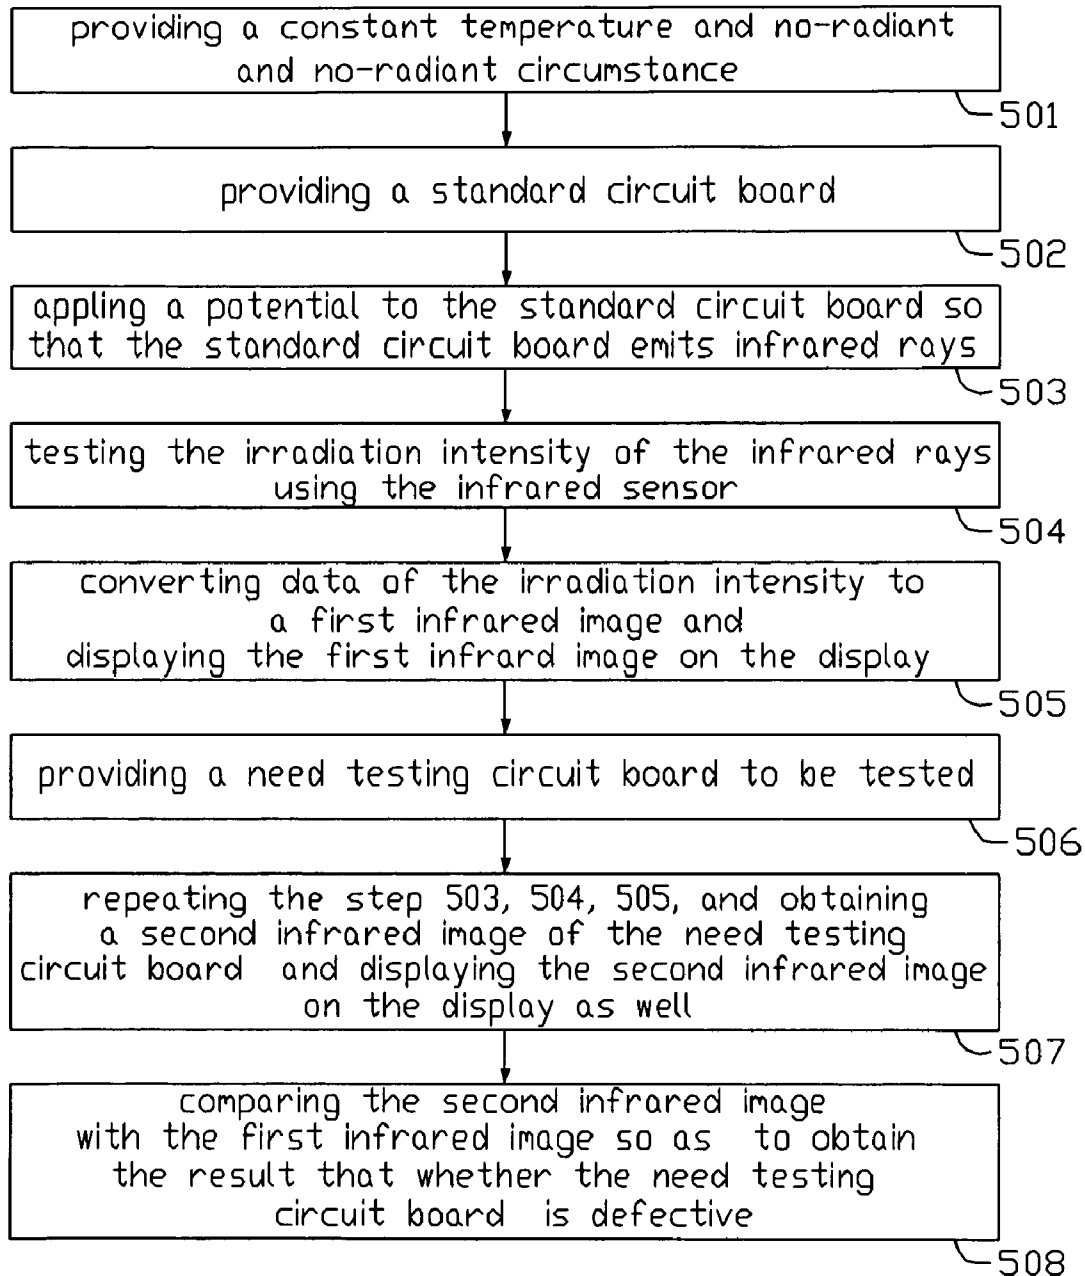 providing a constant temperature and no-radiant
and no-radiant circumstance
501
providing a standard circuit board
502
appling a potential to the standard circuit board so
that the standard circuit board emits infrared rays
503
testing the irradiation intensity of the infrared rays
using the infrared sensor
504
converting data of the irradiation intensity to
a first infrared image and
displaying the first infrard image on the display
505
providing a need testing circuit board to be tested
506
repeating the step 503, 504, 505, and obtaining
a second infrared image of the need testing
circuit board and displaying the second infrared image
on the display as well
507
comparing the second infrared image
with the first infrared image so as to obtain
the result that whether the need testing
circuit board is defective
508